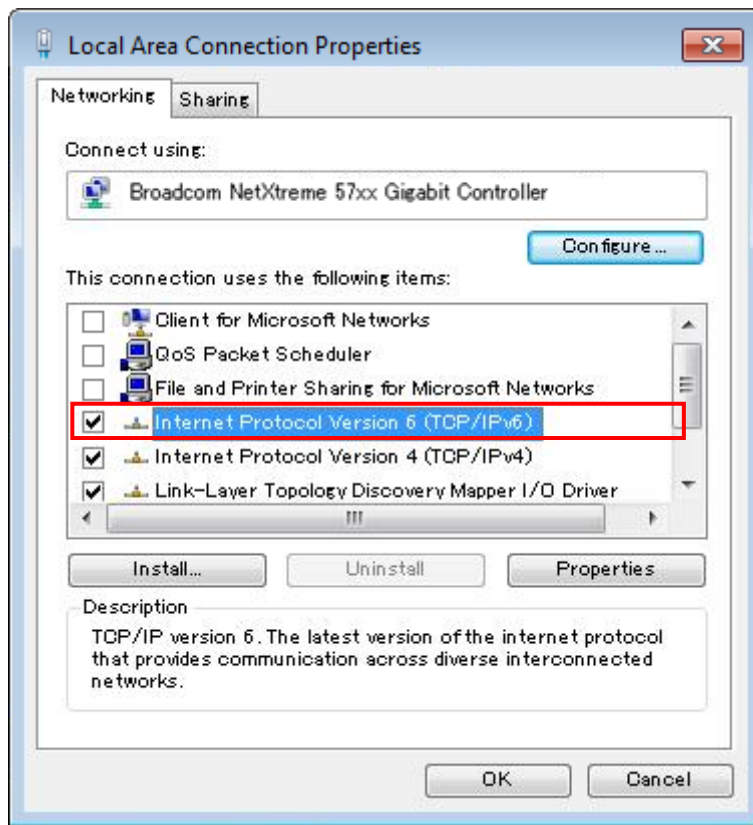 Local Area Connection Properties
Networking
Sharing
Connect using:
Broadcom NetXtreme 57xx Gigabit Controller
Configure...
This connection uses the following items:
Client for Microsoft Networks
QoS Packet Scheduler
File and Printer Sharing for Microsoft Networks
Internet Protocol Version 6 (TCP/IPv6)
Internet Protocol Version 4 (TCP/IPv4)
Link-Layer Topology Discovery Mapper I/O Driver
Install...
Uninstall
Properties
Description
TCP/IP version 6. The latest version of the internet protocol
that provides communication across diverse interconnected
networks.
OK
Cancel